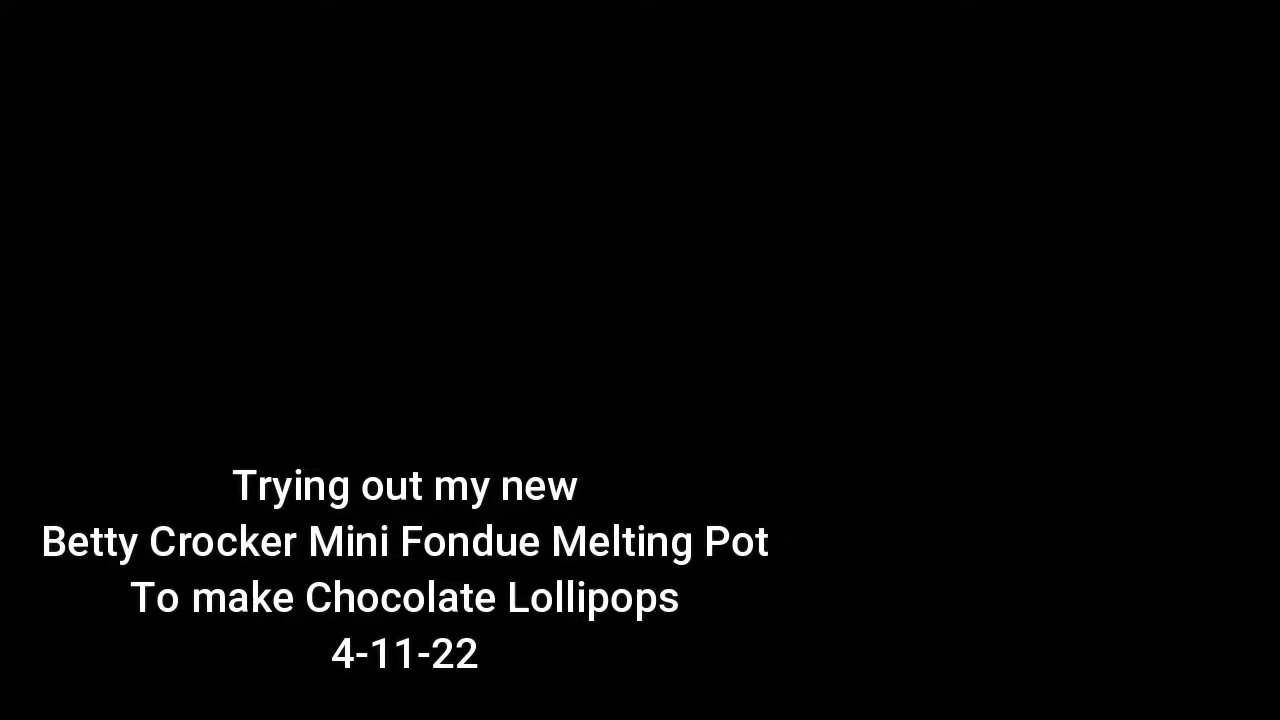 Trying out my new
Betty Crocker Mini Fondue Melting Pot
To make Chocolate Lollipops
4-11-22